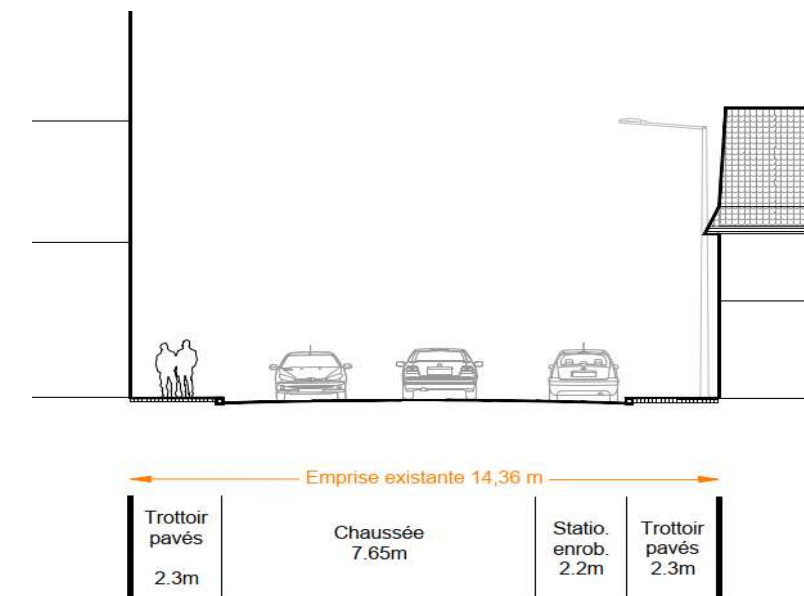 Emprise existante 14,36 m
Trottoir
pavés
2.3m
Chaussée
7.65m
Statio.
enrob.
2.2m
Trottoir
pavés
2.3m